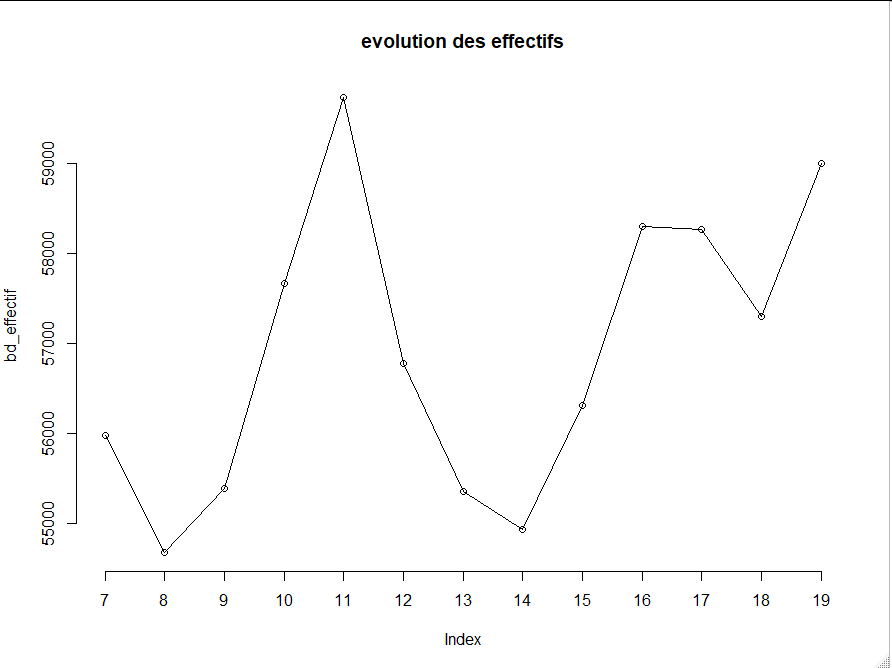 evolution des effectifs
59000
58000
57000
56000
55000
bd_effectif
7 8 9 10 11 12 13 14 15 16 17 18 19
Index